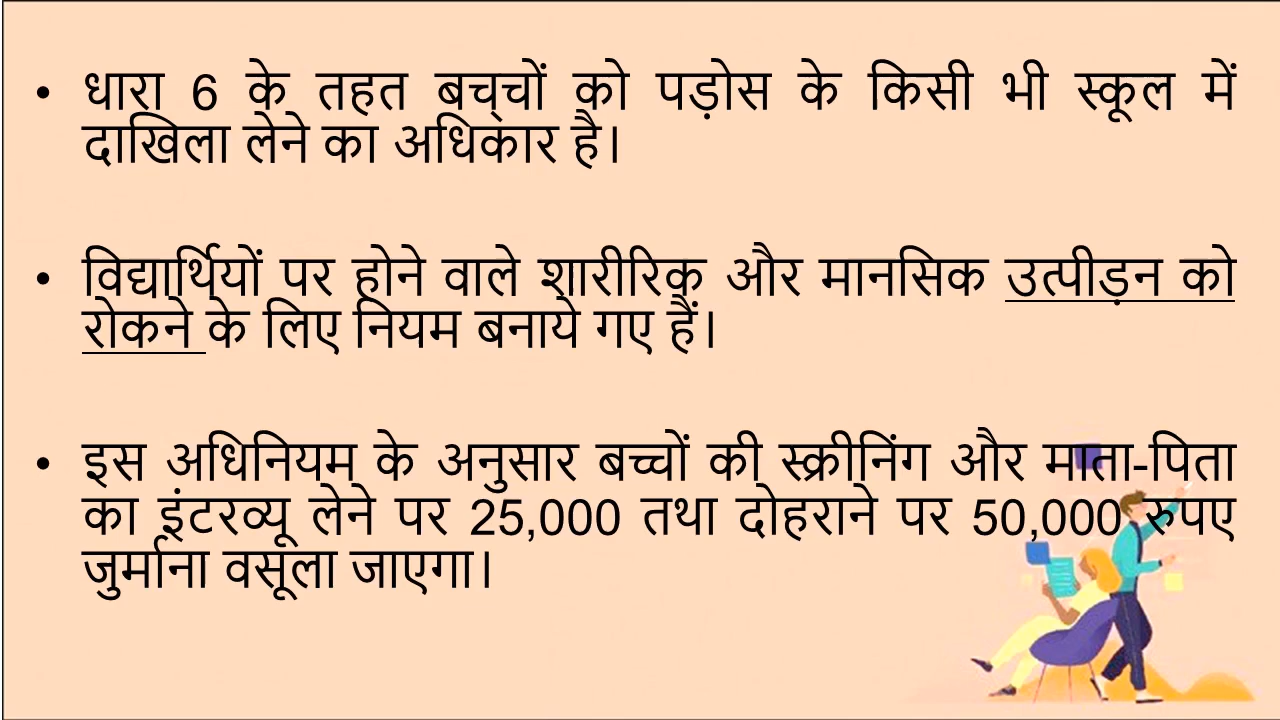 • धारा 6 के तहत बच्चों को पड़ोस के किसी भी स्कूल में
दाखिला लेने का अधिकार है।
• विद्यार्थियों पर होने वाले शारीरिक और मानसिक उत्पीड़न को
रोकने के लिए नियम बनाये गए हैं।
• इस अधिनियम के अनुसार बच्चों की स्क्रीनिंग और माता-पिता
का इंटरव्यू लेने पर 25,000 तथा दोहराने पर 50,000 रुपए
जुर्माना वसूला जाएगा।